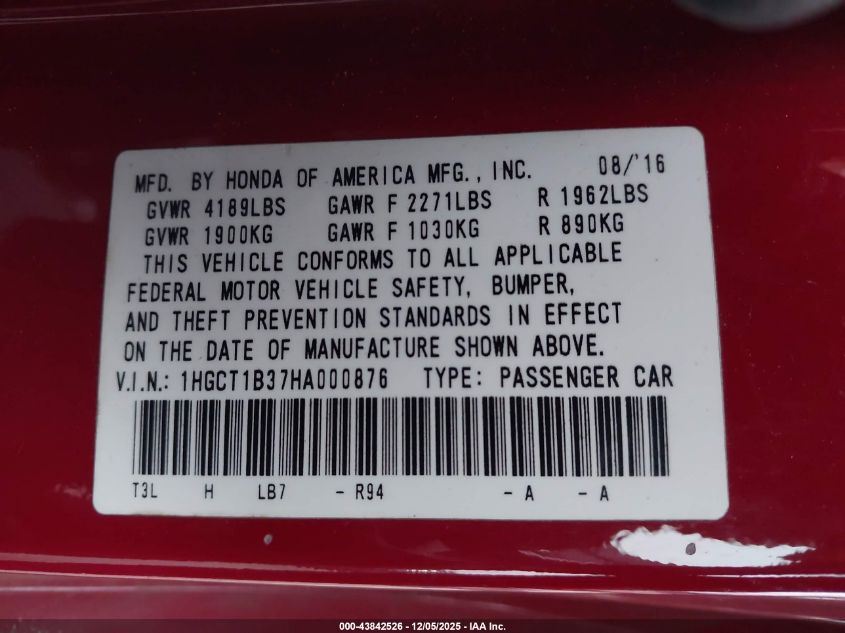 MFD. BY HONDA OF AMERICA MFG., INC. 08/'16
GVWR 4189LBS GAWR F 2271LBS R 1962LBS
GVWR 1900KG GAWR F 1030KG R 890KG
THIS VEHICLE CONFORMS TO ALL APPLICABLE
FEDERAL MOTOR VEHICLE SAFETY, BUMPER,
AND THEFT PREVENTION STANDARDS IN EFFECT
ON THE DATE OF MANUFACTURE SHOWN ABOVE.
V.I.N.: 1HGCT1B37HA000876 TYPE: PASSENGER CAR
T3L H LB7 - R94 - A - A
000-43842526 - 12/05/2025 - IAA Inc.